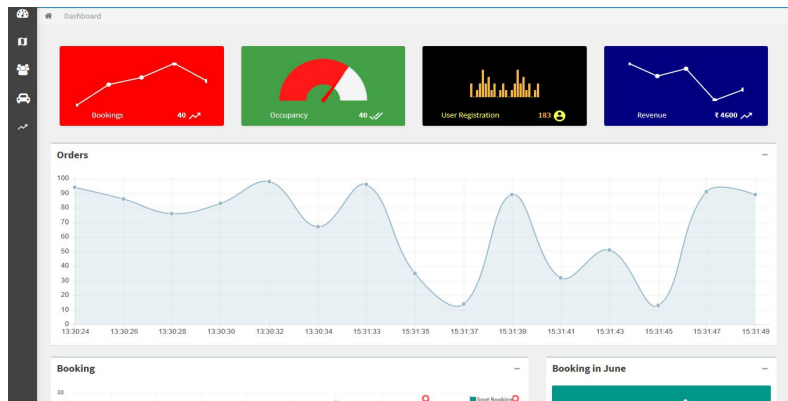 Dashboard
Bookings 40
Occupancy 40
User Registration 183
Revenue ₹ 4600
Orders
100
90
80
70
60
50
40
30
20
10
0
13:30:24 13:30:26 13:30:28 13:30:30 13:30:32 13:30:34 15:31:33 15:31:35 15:31:37 15:31:39 15:31:41 15:31:43 15:31:45 15:31:47 15:31:49
Booking
Booking in June
30
Spot Booking